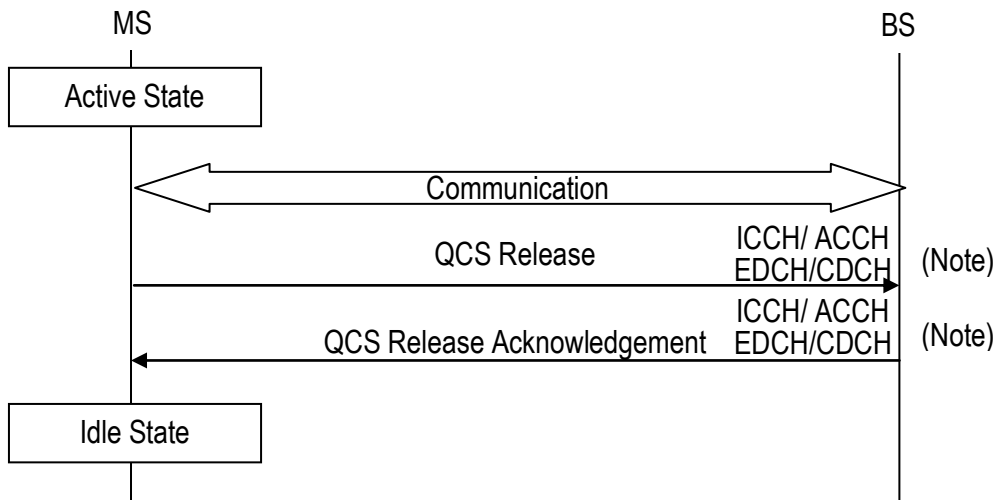 MS
BS
Active State
Communication
QCS Release
ICCH/ ACCH
EDCH/CDCH
(Note)
QCS Release Acknowledgement
ICCH/ ACCH
EDCH/CDCH
(Note)
Idle State